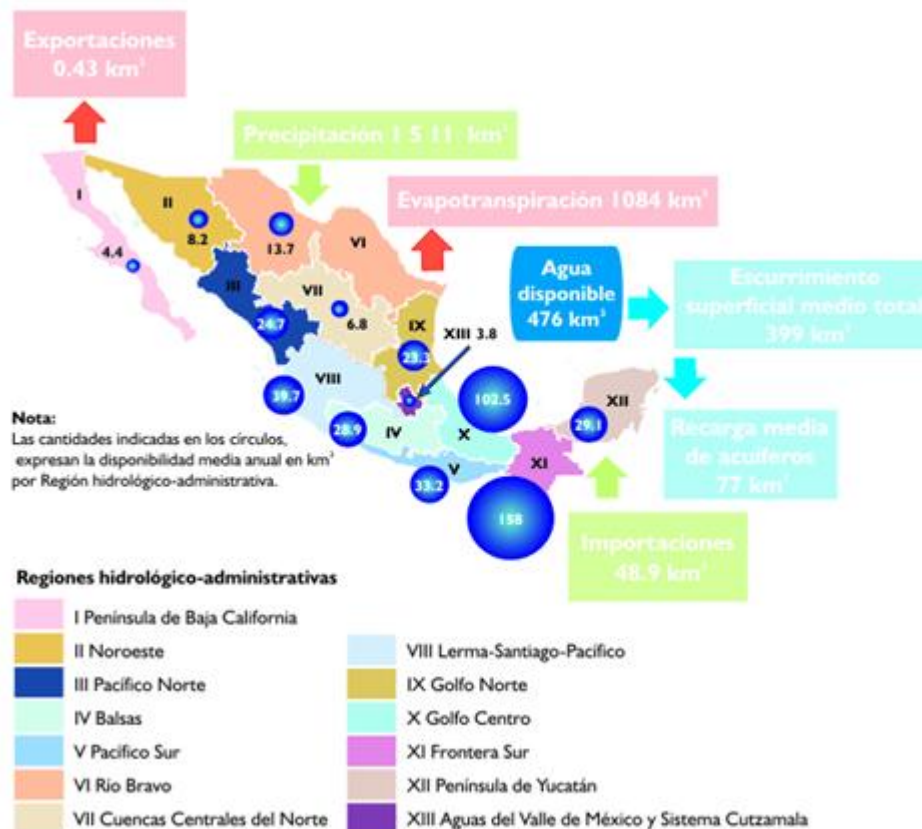 Exportaciones
0.43 km³
Precipitación 1 5 11 km³
Evapotranspiración 1084 km³
Agua
disponible
476 km³
Escurrimiento
superficial medio total
399 km³
Recarga media
de acuíferos
77 km³
Importaciones
48.9 km³
I
4.4
II
8.2
III
24.7
13.7
VI
VII
6.8
IX
23.3
XIII 3.8
VIII
39.7
28.9
IV
102.5
X
V
33.2
XI
158
XII
29.1
Nota:
Las cantidades indicadas en los círculos,
expresan la disponibilidad media anual en km³
por Región hidrológico-administrativa.
Regiones hidrológico-administrativas
I Península de Baja California
II Noroeste
III Pacífico Norte
IV Balsas
V Pacífico Sur
VI Río Bravo
VII Cuencas Centrales del Norte
VIII Lerma-Santiago-Pacífico
IX Golfo Norte
X Golfo Centro
XI Frontera Sur
XII Península de Yucatán
XIII Aguas del Valle de México y Sistema Cutzamala